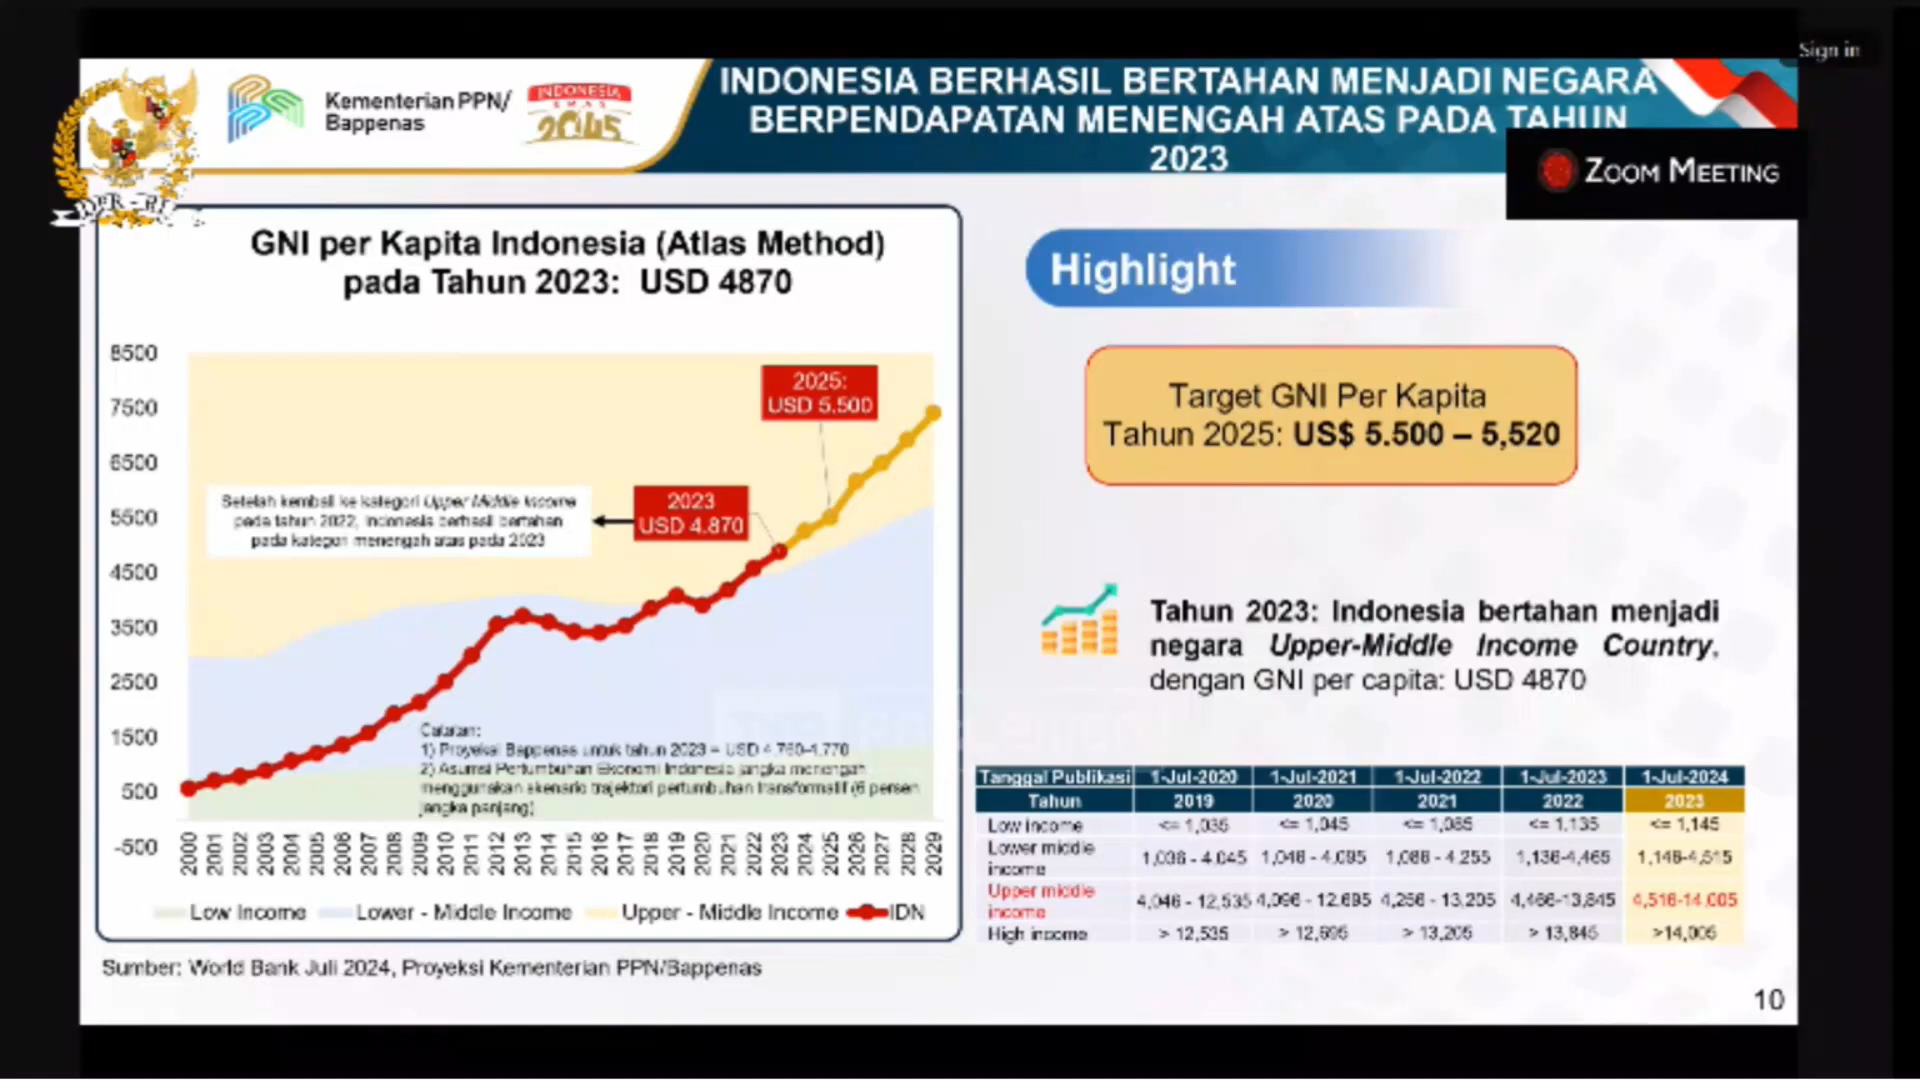 Sign in
Kementerian PPN/
Bappenas
INDONESIA
EMAS
2045
INDONESIA BERHASIL BERTAHAN MENJADI NEGARA
BERPENDAPATAN MENENGAH ATAS PADA TAHUN
2023
ZOOM MEETING
DPR - RI
GNI per Kapita Indonesia (Atlas Method)
pada Tahun 2023: USD 4870
8500
7500
6500
5500
4500
3500
2500
1500
500
-500
2025:
USD 5,500
2023
USD 4.870
Setelah kembali ke kategori Upper Middle Income
pada tahun 2022, Indonesia berhasil bertahan
pada kategori menengah atas pada 2023
Catatan:
1) Proyeksi Bappenas untuk tahun 2023 = USD 4.760-4.770
2) Asumsi Pertumbuhan Ekonomi Indonesia jangka menengah
menggunakan skenario trajektori pertumbuhan transformatif (6 persen
jangka panjang)
2000 2001 2002 2003 2004 2005 2006 2007 2008 2009 2010 2011 2012 2013 2014 2015 2016 2017 2018 2019 2020 2021 2022 2023 2024 2025 2026 2027 2028 2029
Low Income Lower - Middle Income Upper - Middle Income IDN
Sumber: World Bank Juli 2024, Proyeksi Kementerian PPN/Bappenas
Highlight
Target GNI Per Kapita
Tahun 2025: US$ 5.500 – 5,520
Tahun 2023: Indonesia bertahan menjadi
negara Upper-Middle Income Country,
dengan GNI per capita: USD 4870
Tanggal Publikasi 1-Jul-2020 1-Jul-2021 1-Jul-2022 1-Jul-2023 1-Jul-2024
Tahun 2019 2020 2021 2022 2023
Low income <= 1,035 <= 1,045 <= 1,085 <= 1,135 <= 1,145
Lower middle income 1,036 - 4,045 1,046 - 4,095 1,086 - 4,255 1,136-4,465 1,146-4,515
Upper middle income 4,046 - 12,535 4,096 - 12,695 4,256 - 13,205 4,466-13,845 4,516-14,005
High income > 12,535 > 12,695 > 13,205 > 13,845 >14,005
10